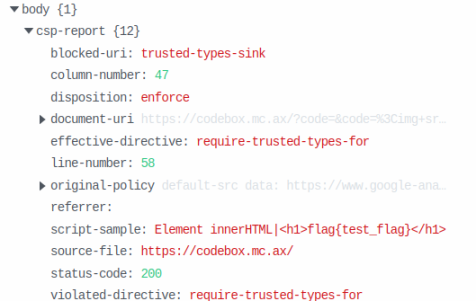 body {1}
csp-report {12}
blocked-uri: trusted-types-sink
column-number: 47
disposition: enforce
document-uri https://codebox.mc.ax/?code=&code=%3Cimg+sr…
effective-directive: require-trusted-types-for
line-number: 58
original-policy default-src data: https://www.google-ana…
referrer:
script-sample: Element innerHTML|<h1>flag{test_flag}</h1>
source-file: https://codebox.mc.ax/
status-code: 200
violated-directive: require-trusted-types-for